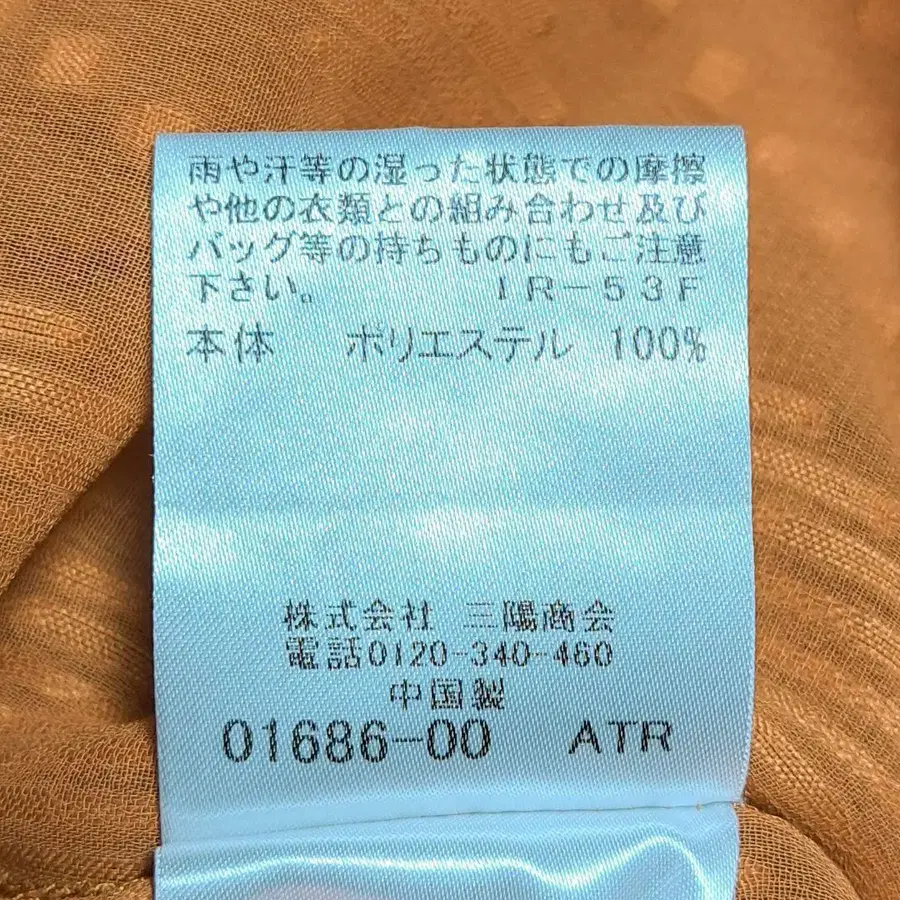 雨や汗等の湿った状態での摩擦
や他の衣類との組み合わせ及び
バッグ等の持ちものにもご注意
下さい。 IR-53F
本体 ポリエステル 100%
株式会社 三陽商会
電話0120-340-460
中国製
01686-00 ATR